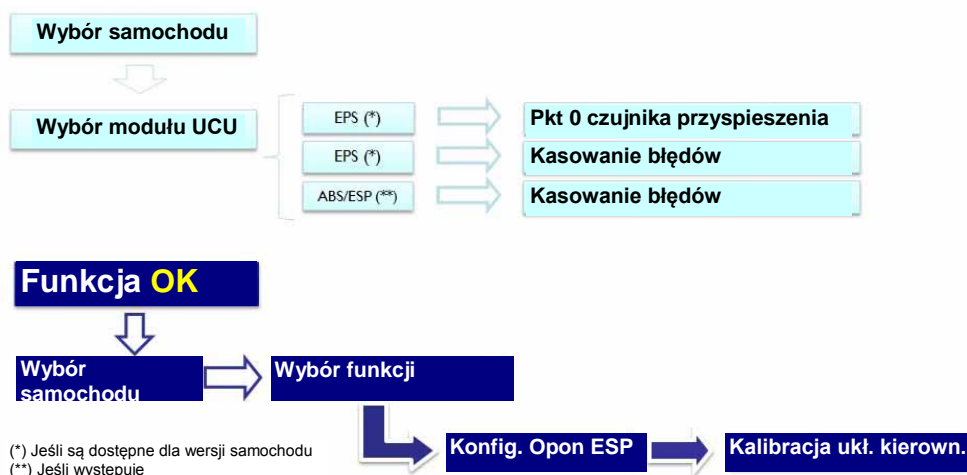 Wybór samochodu
Wybór modułu UCU
EPS (*)
Pkt 0 czujnika przyspieszenia
EPS (*)
Kasowanie błędów
ABS/ESP (**)
Kasowanie błędów
Funkcja OK
Wybór
samochodu
Wybór funkcji
Konfig. Opon ESP
Kalibracja ukł. kierown.
(*) Jeśli są dostępne dla wersji samochodu
(**) Jeśli występuje